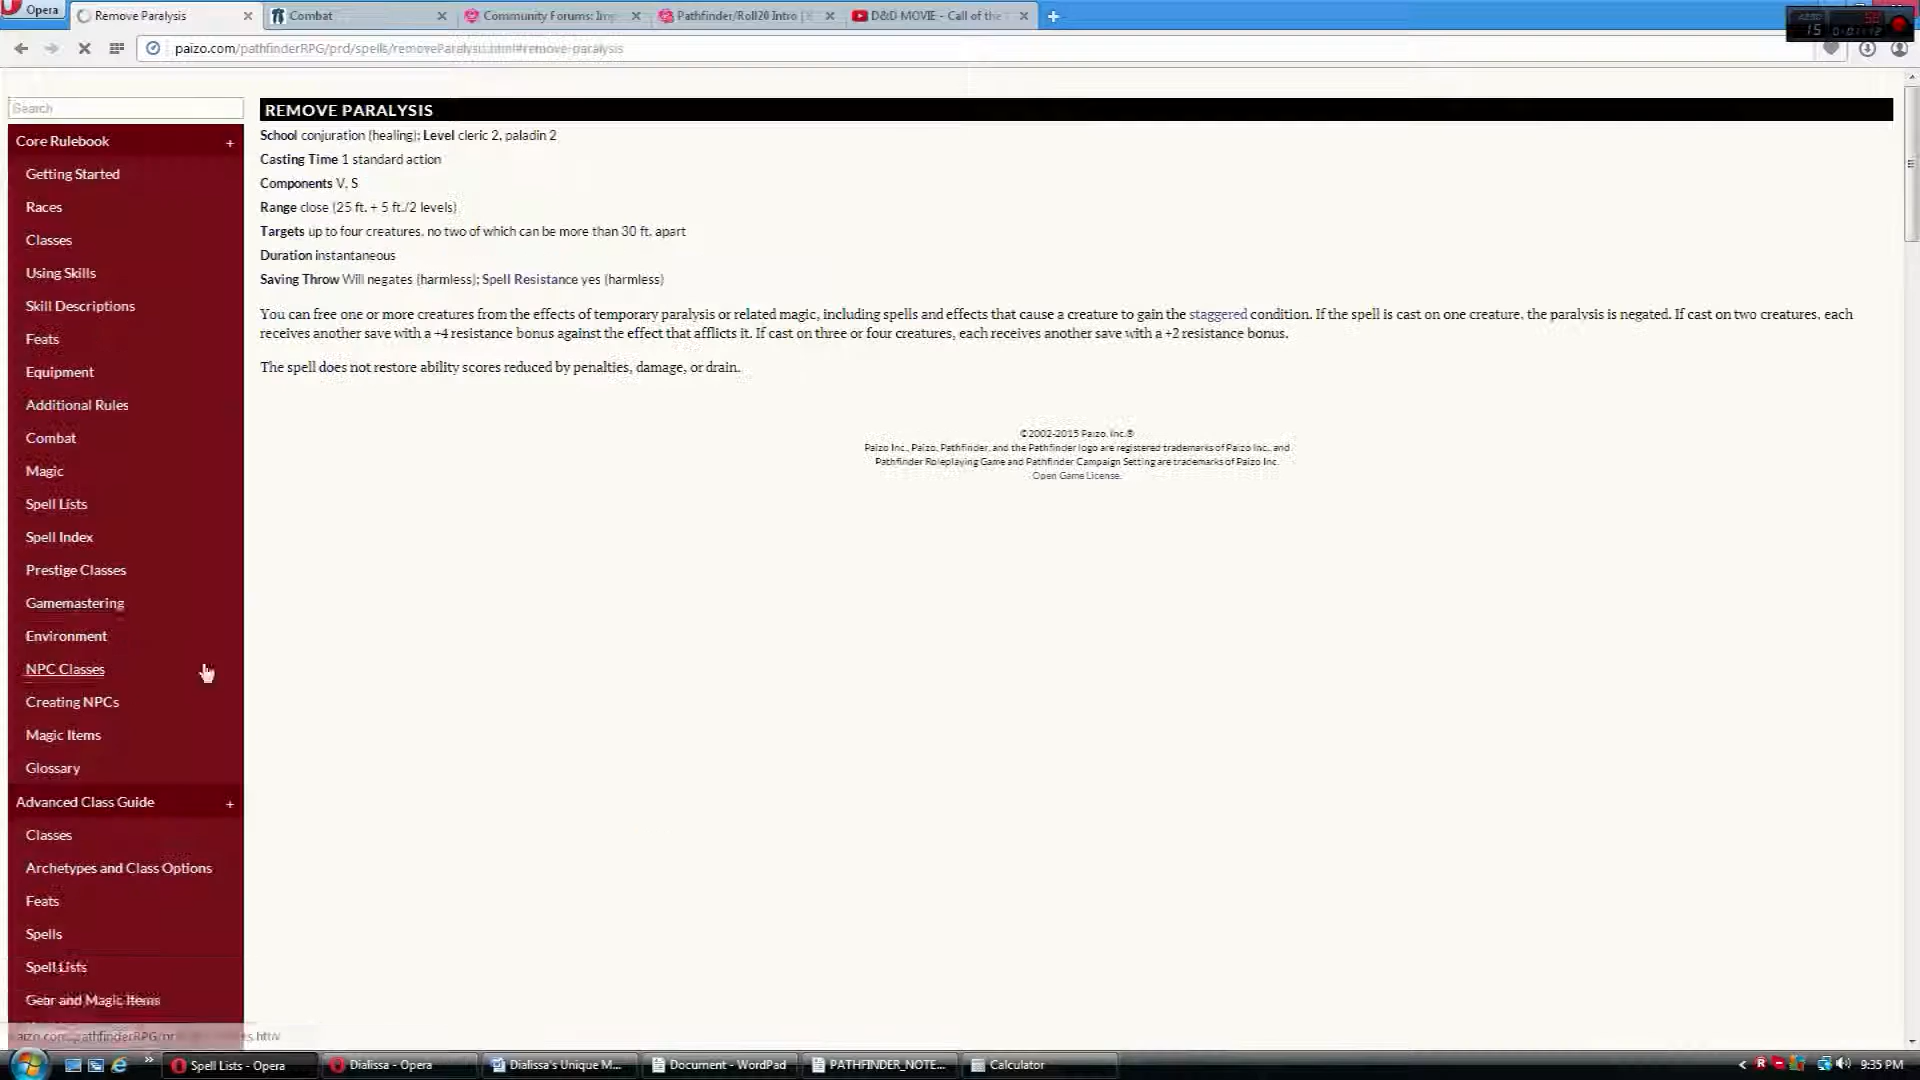 Opera
Remove Paralysis
Combat
Community Forums: Im
Pathfinder/Roll20 Intro |
D&D MOVIE - Call of the
15
paizo.com/pathfinderRPG/prd/spells/removeParalysis.html#remove-paralysis
Search
Core Rulebook +
Getting Started
Races
Classes
Using Skills
Skill Descriptions
Feats
Equipment
Additional Rules
Combat
Magic
Spell Lists
Spell Index
Prestige Classes
Gamemastering
Environment
NPC Classes
Creating NPCs
Magic Items
Glossary
Advanced Class Guide +
Classes
Archetypes and Class Options
Feats
Spells
Spell Lists
Gear and Magic Items
REMOVE PARALYSIS
School conjuration (healing); Level cleric 2, paladin 2
Casting Time 1 standard action
Components V, S
Range close (25 ft. + 5 ft./2 levels)
Targets up to four creatures, no two of which can be more than 30 ft. apart
Duration instantaneous
Saving Throw Will negates (harmless); Spell Resistance yes (harmless)
You can free one or more creatures from the effects of temporary paralysis or related magic, including spells and effects that cause a creature to gain the staggered condition. If the spell is cast on one creature, the paralysis is negated. If cast on two creatures, each
receives another save with a +4 resistance bonus against the effect that afflicts it. If cast on three or four creatures, each receives another save with a +2 resistance bonus.
The spell does not restore ability scores reduced by penalties, damage, or drain.
©2002-2015 Paizo, Inc.®
Paizo Inc., Paizo, Pathfinder, and the Pathfinder logo are registered trademarks of Paizo Inc., and
Pathfinder Roleplaying Game and Pathfinder Campaign Setting are trademarks of Paizo Inc.
Open Game License.
Spell Lists - Opera
Dialissa - Opera
Dialissa's Unique M...
Document - WordPad
PATHFINDER_NOTE...
Calculator
9:35 PM